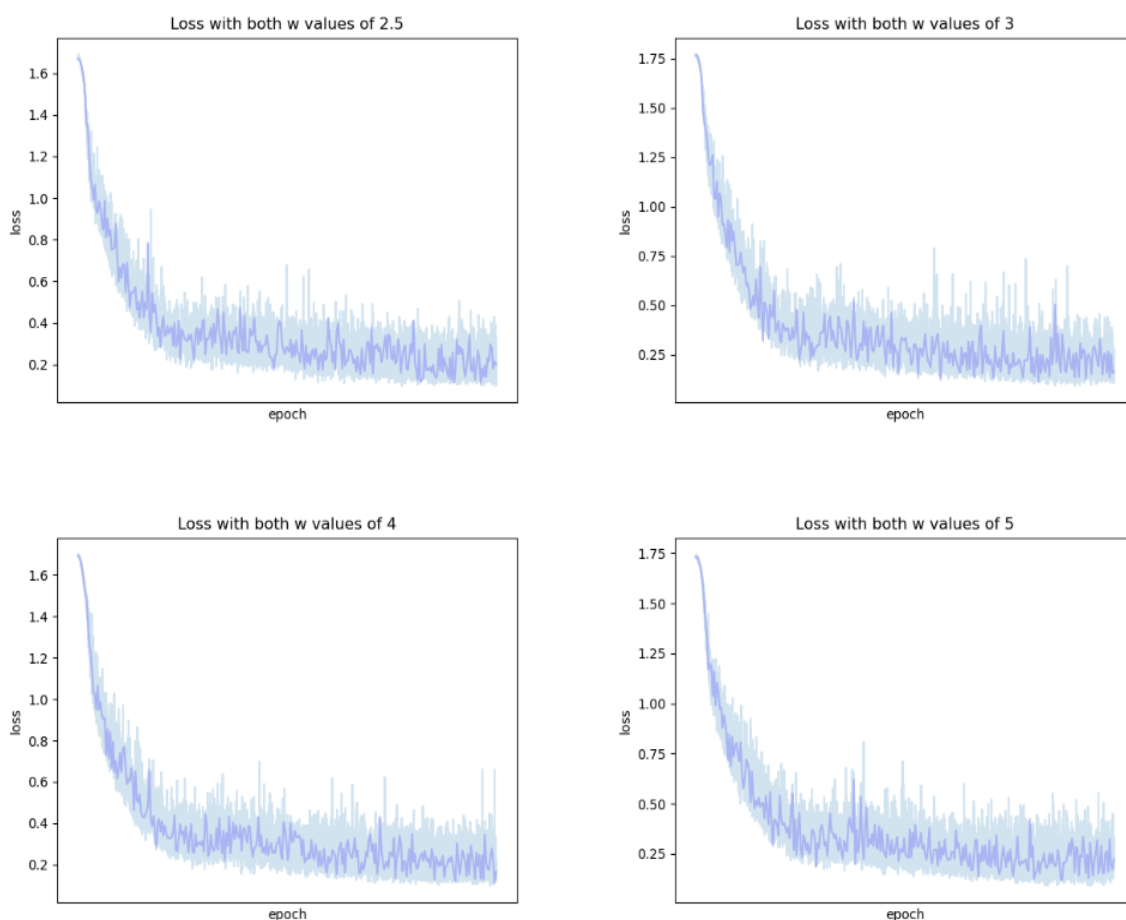 Loss with both w values of 2.5
1.6
1.4
1.2
1.0
0.8
0.6
0.4
0.2
loss
epoch
Loss with both w values of 3
1.75
1.50
1.25
1.00
0.75
0.50
0.25
loss
epoch
Loss with both w values of 4
1.6
1.4
1.2
1.0
0.8
0.6
0.4
0.2
loss
epoch
Loss with both w values of 5
1.75
1.50
1.25
1.00
0.75
0.50
0.25
loss
epoch